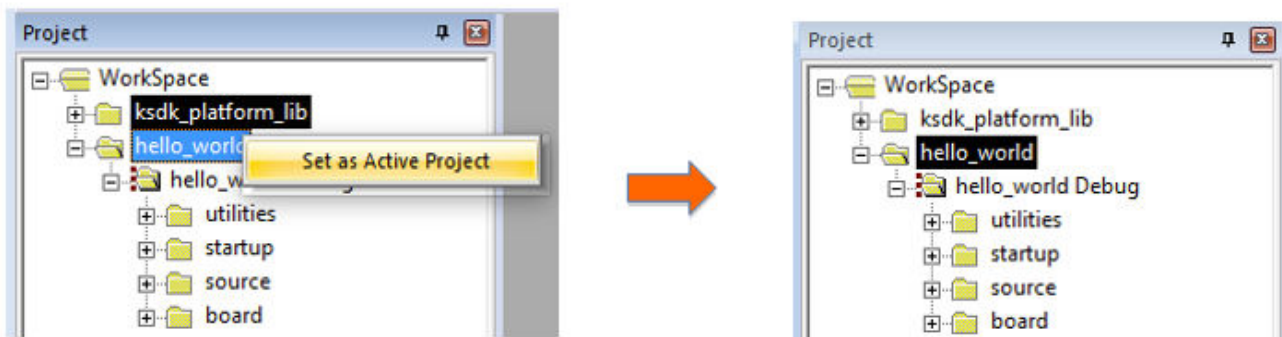 Project
WorkSpace
ksdk_platform_lib
hello_world
Set as Active Project
hello_w
utilities
startup
source
board
Project
WorkSpace
ksdk_platform_lib
hello_world
hello_world Debug
utilities
startup
source
board